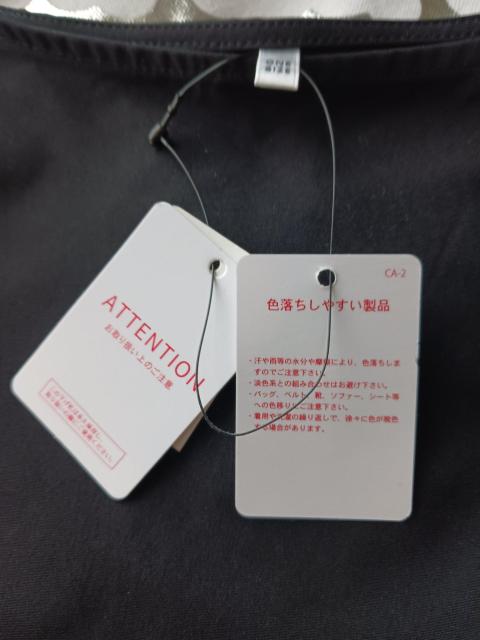 ATTENTION
お取り扱い上のご注意
CA-2
色落ちしやすい製品
・汗や雨等の水分や摩擦により、色落ちしま
すのでご注意下さい。
・淡色系との組み合わせはお避け下さい。
・バッグ、ベルト、靴、ソファー、シート等
への色移りにご注意下さい。
・着用や洗濯の繰り返しで、徐々に色が脱色
する場合があります。